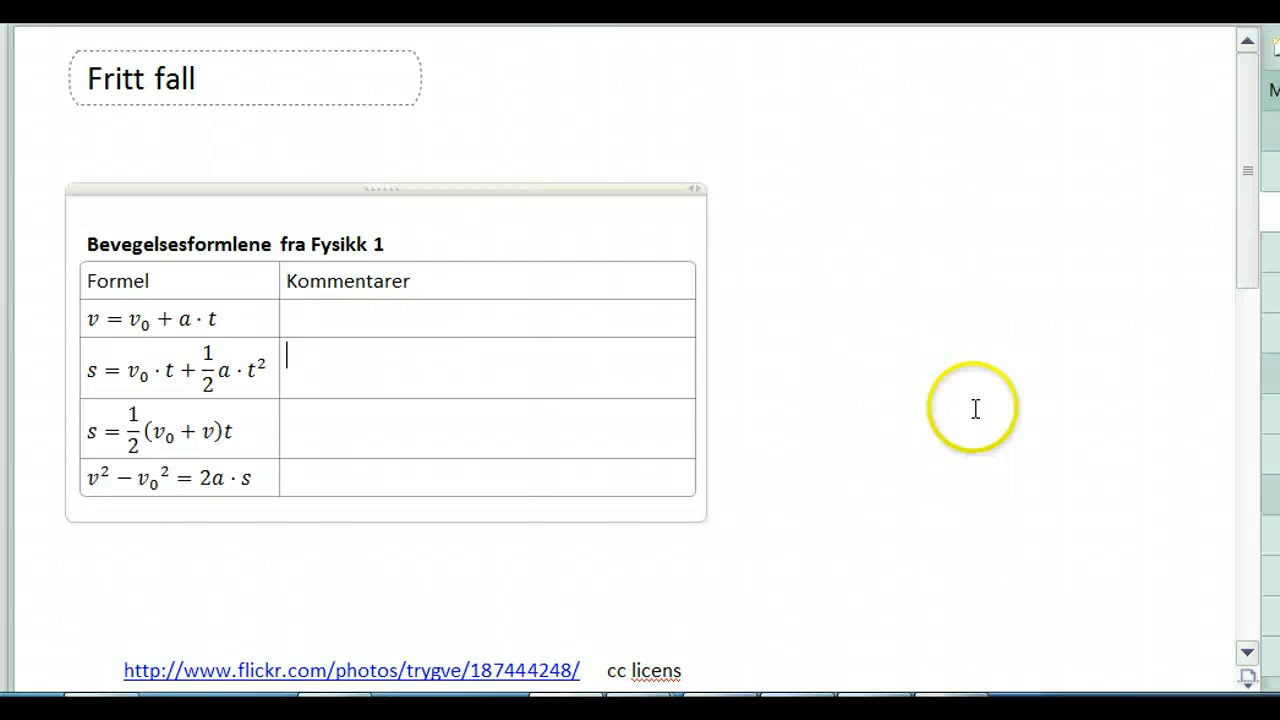 Fritt fall
M
Bevegelsesformlene fra Fysikk 1
Formel Kommentarer
v = v₀ + a · t
s = v₀ · t + 1/2 a · t²
s = 1/2 (v₀ + v)t
v² − v₀² = 2a · s
http://www.flickr.com/photos/trygve/187444248/ cc licens